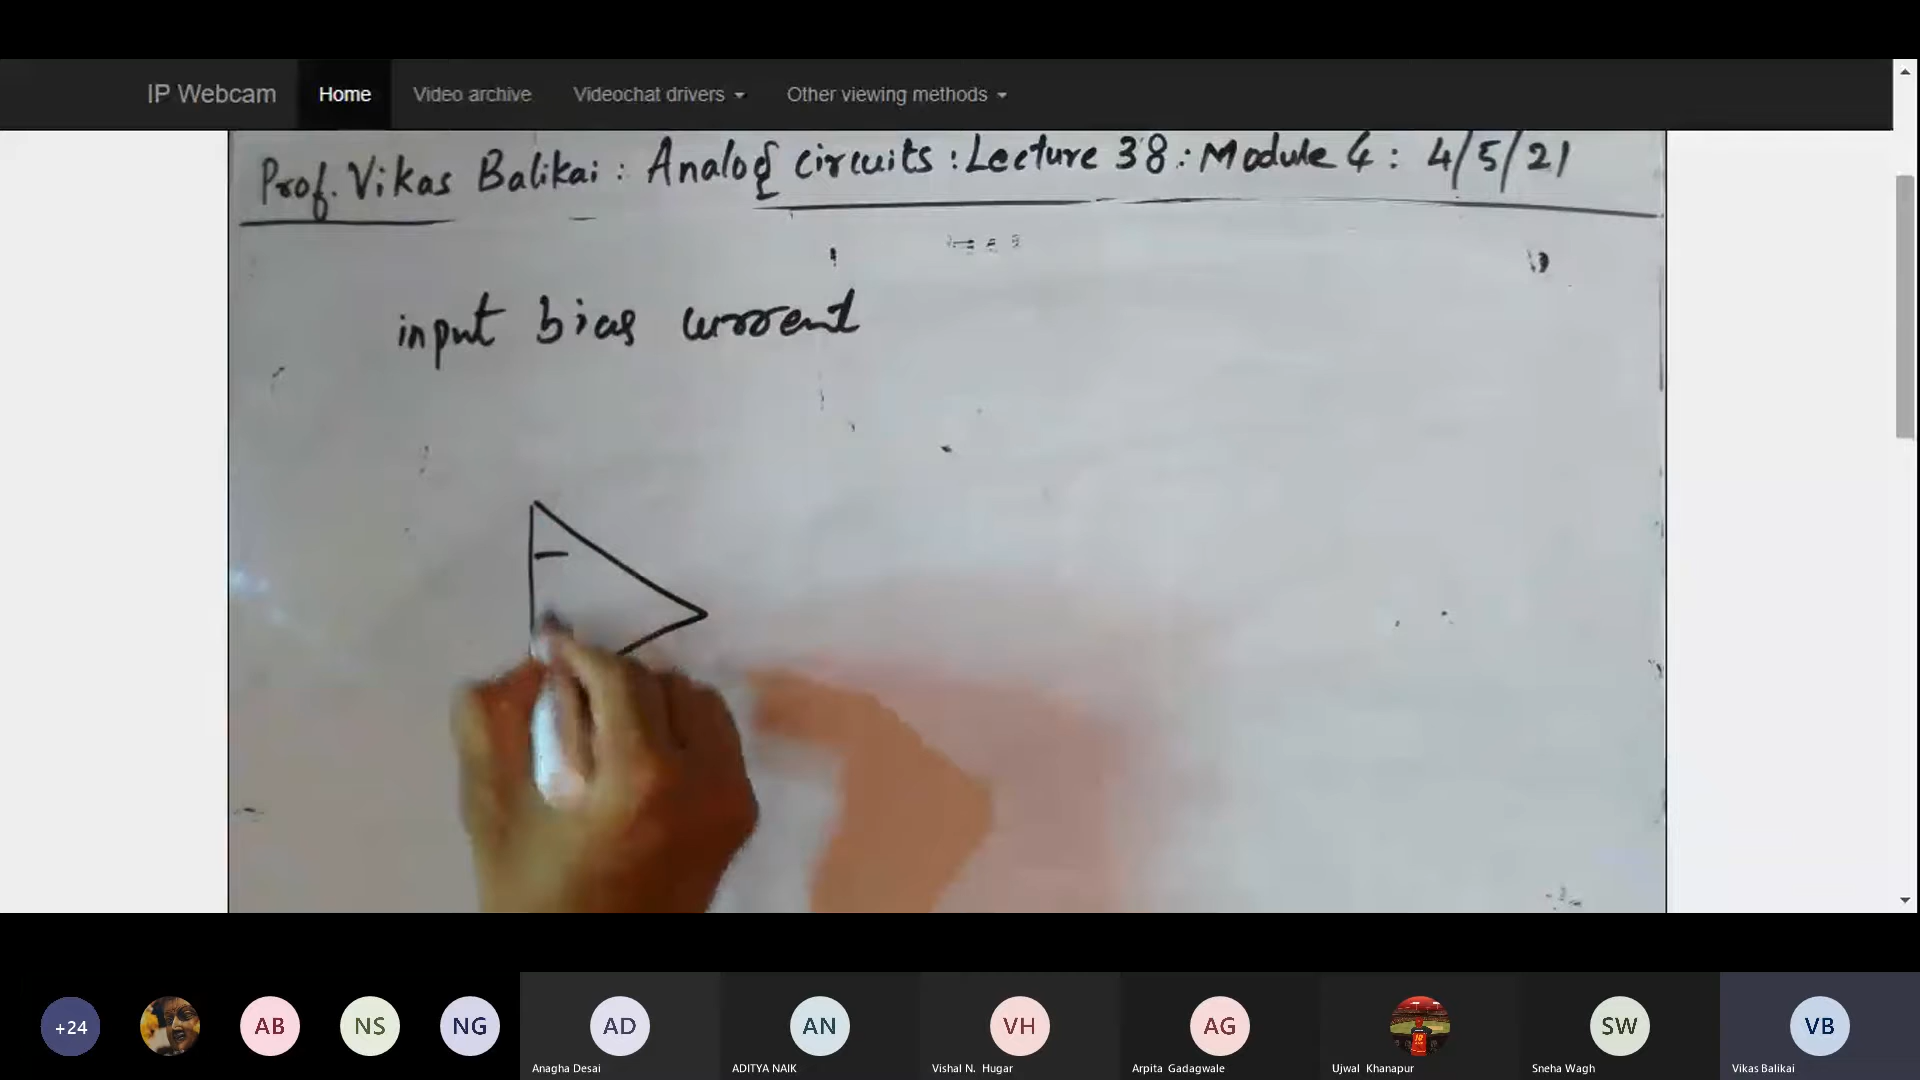 IP Webcam Home Video archive Videochat drivers Other viewing methods
Prof. Vikas Balikai : Analog circuits : Lecture 38 : Module 4 : 4/5/21
input bias current
+24 AB NS NG AD AN VH AG SW VB
Anagha Desai ADITYA NAIK Vishal N. Hugar Arpita Gadagwale Ujwal Khanapur Sneha Wagh Vikas Balikai